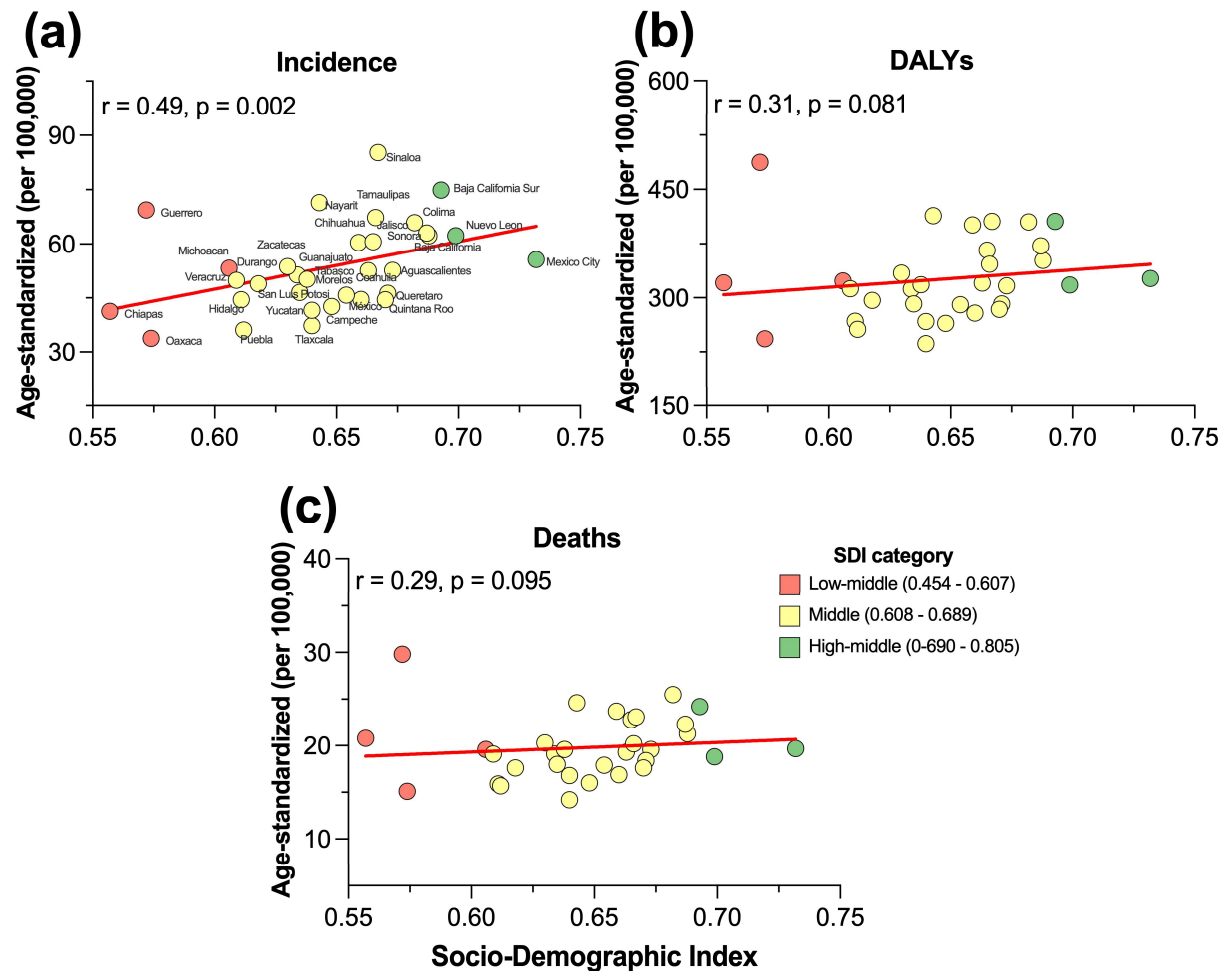 (a)
Incidence
Age-standardized (per 100,000)
r = 0.49, p = 0.002
90
60
30
0.55 0.60 0.65 0.70 0.75
Sinaloa
Baja California Sur
Tamaulipas
Nayarit
Guerrero
Colima
Chihuahua
Jalisco
Nuevo Leon
Sonora
Baja California
Zacatecas
Michoacan
Guanajuato
Durango
Mexico City
Tabasco
Aguascalientes
Veracruz
Morelos
Coahuila
San Luis Potosi
Queretaro
Hidalgo
Yucatan
México
Quintana Roo
Chiapas
Campeche
Oaxaca
Puebla
Tlaxcala
(b)
DALYs
Age-standardized (per 100,000)
r = 0.31, p = 0.081
600
450
300
150
0.55 0.60 0.65 0.70 0.75
(c)
Deaths
Age-standardized (per 100,000)
r = 0.29, p = 0.095
40
30
20
10
0.55 0.60 0.65 0.70 0.75
Socio-Demographic Index
SDI category
Low-middle (0.454 - 0.607)
Middle (0.608 - 0.689)
High-middle (0-690 - 0.805)